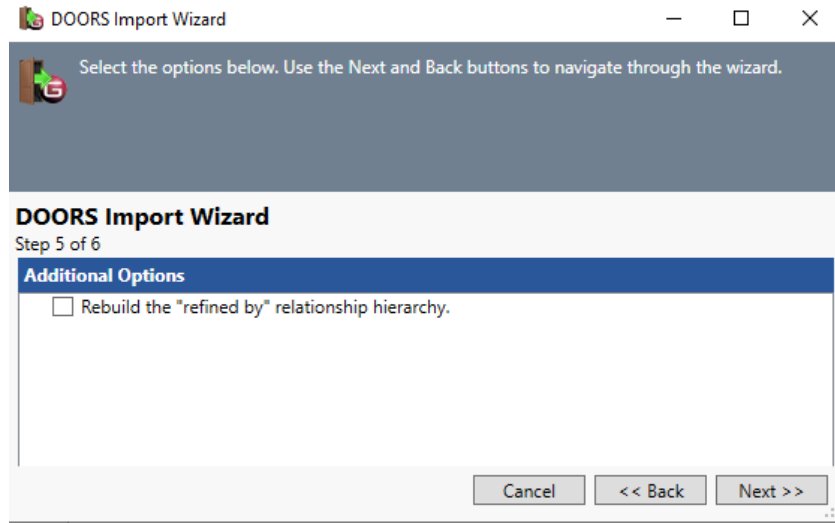 DOORS Import Wizard
Select the options below. Use the Next and Back buttons to navigate through the wizard.
DOORS Import Wizard
Step 5 of 6
Additional Options
Rebuild the "refined by" relationship hierarchy.
Cancel
<< Back
Next >>